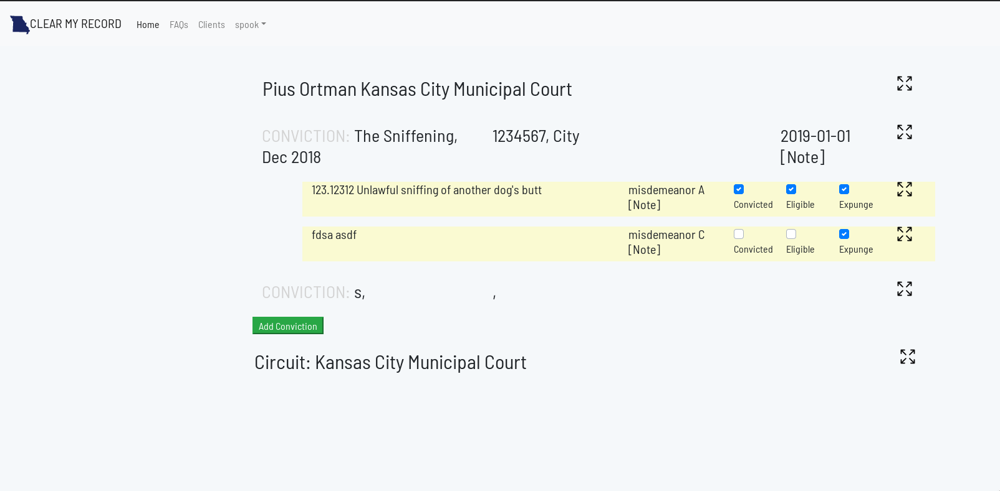 CLEAR MY RECORD Home FAQs Clients spook
Pius Ortman Kansas City Municipal Court
CONVICTION: The Sniffening, 1234567, City 2019-01-01
Dec 2018 [Note]
123.12312 Unlawful sniffing of another dog's butt misdemeanor A
[Note] Convicted Eligible Expunge
fdsa asdf misdemeanor C
[Note] Convicted Eligible Expunge
CONVICTION: s, ,
Add Conviction
Circuit: Kansas City Municipal Court